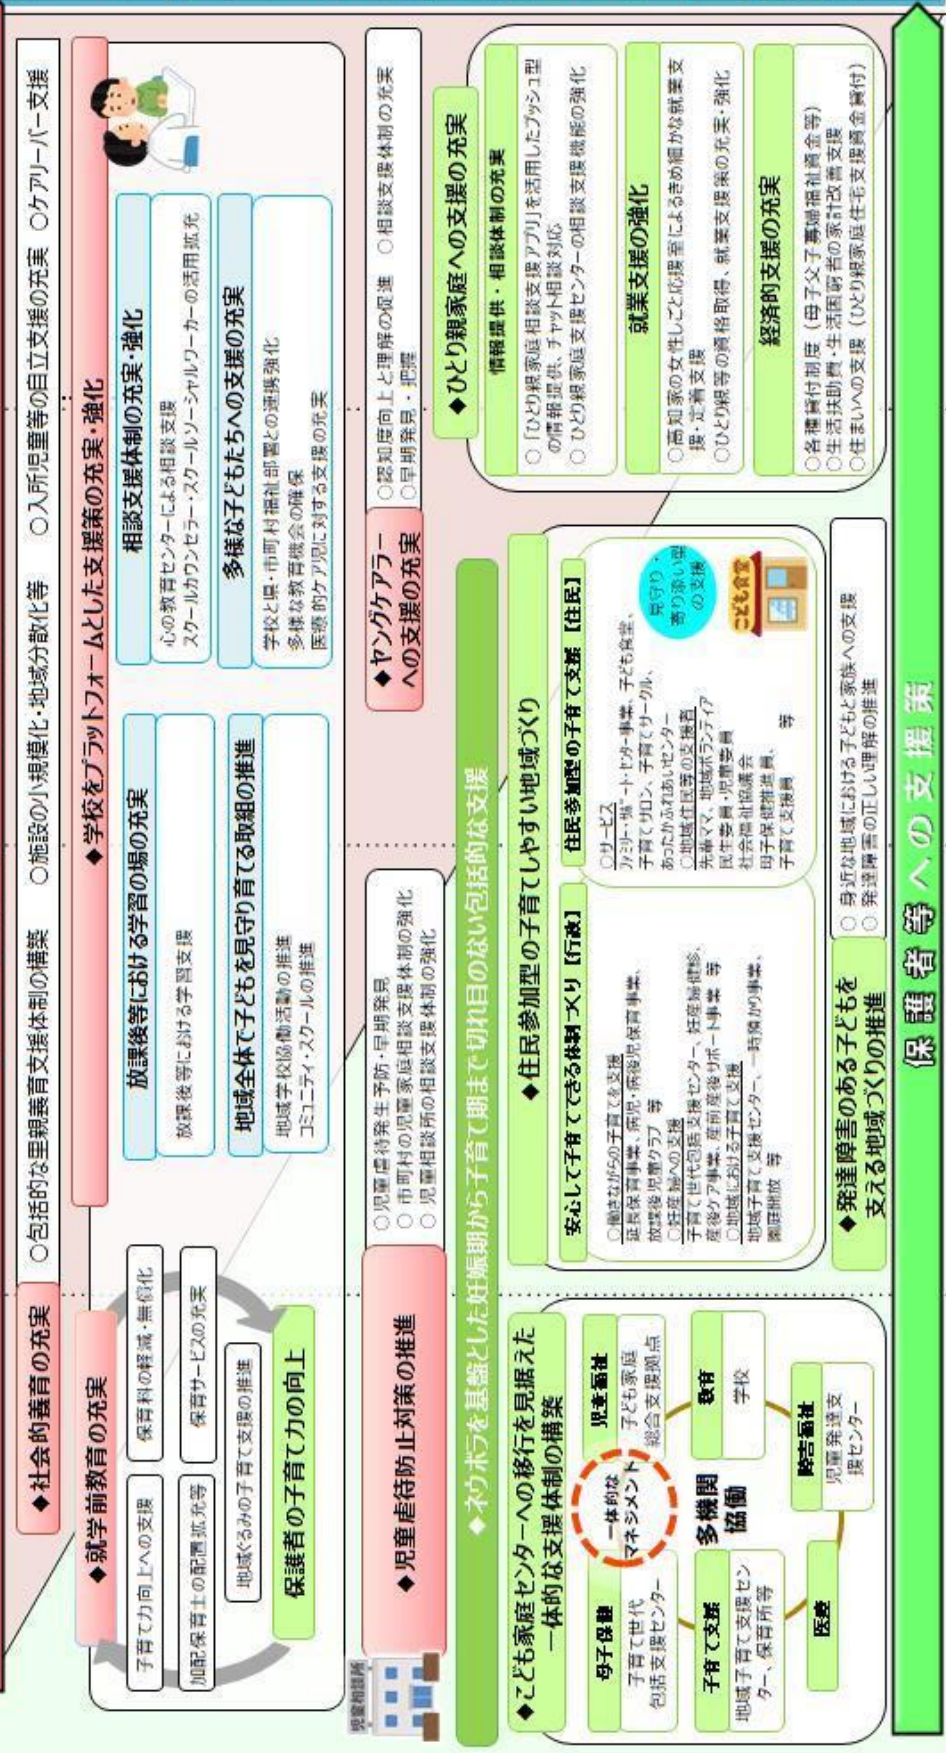 ◆社会的養育の充実
○包括的な里親養育支援体制の構築　○施設の小規模化・地域分散化等　○入所児童等の自立支援の充実　○ケアリーバー支援
◆就学前教育の充実
子育て力向上への支援
保育料の軽減・無償化
加配保育士の配置拡充等
保育サービスの充実
地域ぐるみの子育て支援の推進
保護者の子育て力の向上
◆学校をプラットフォームとした支援策の充実・強化
放課後等における学習の場の充実
放課後等における学習支援
地域全体で子どもを見守り育てる取組の推進
地域学校協働活動の推進
コミュニティ・スクールの推進
相談支援体制の充実・強化
心の教育センターによる相談支援
スクールカウンセラー・スクールソーシャルワーカーの活用拡充
多様な子どもたちへの支援の充実
学校と県・市町村福祉部署との連携強化
多様な教育機会の確保
医療的ケア児に対する支援の充実
児童相談所
◆児童虐待防止対策の推進
○児童虐待発生予防・早期発見
○市町村の児童家庭相談支援体制の強化
○児童相談所の相談支援体制の強化
◆ヤングケアラー
への支援の充実
○認知度向上と理解の促進　○相談支援体制の充実
○早期発見・把握
◆ネウボラを基盤とした妊娠期から子育て期まで切れ目のない包括的な支援
◆こども家庭センターへの移行を見据えた
一体的な支援体制の構築
母子保健
子育て世代
包括支援センター
一体的な
マネジメント
児童福祉
子ども家庭
総合支援拠点
子育て支援
地域子育て支援セン
ター、保育所等
多機関
協働
教育
学校
医療
障害福祉
児童発達支
援センター
◆住民参加型の子育てしやすい地域づくり
安心して子育てできる体制づくり【行政】
○働きながらの子育てを支援
延長保育事業、病児・病後児保育事業、
放課後児童クラブ　等
○妊産婦への支援
子育て世代包括支援センター、妊産婦健診、
産後ケア事業、産前産後サポート事業　等
○地域における子育て支援
地域子育て支援センター、一時預かり事業、
園庭開放　等
住民参加型の子育て支援【住民】
○サービス
ファミリー・サポート・センター事業、子ども食堂、
子育てサロン、子育てサークル、
あったかふれあいセンター
○地域住民等の支援者
先輩ママ、地域ボランティア
民生委員・児童委員
社会福祉協議会
母子保健推進員、
子育て支援員　等
見守り・
寄り添い型
の支援
こども食堂
◆発達障害のある子どもを
支える地域づくりの推進
○ 身近な地域における子どもと家族への支援
○ 発達障害の正しい理解の推進
◆ひとり親家庭への支援の充実
情報提供・相談体制の充実
○「ひとり親家庭相談支援アプリ」を活用したプッシュ型
の情報提供、チャット相談対応
○ ひとり親家庭支援センターの相談支援機能の強化
就業支援の強化
○高知家の女性しごと応援室によるきめ細かな就業支
援・定着支援
○ひとり親等の資格取得、就業支援策の充実・強化
経済的支援の充実
○各種貸付制度（母子父子寡婦福祉資金等）
○生活扶助費・生活困窮者の家計改善支援
○住まいへの支援（ひとり親家庭住宅支援資金貸付）
保護者等への支援策